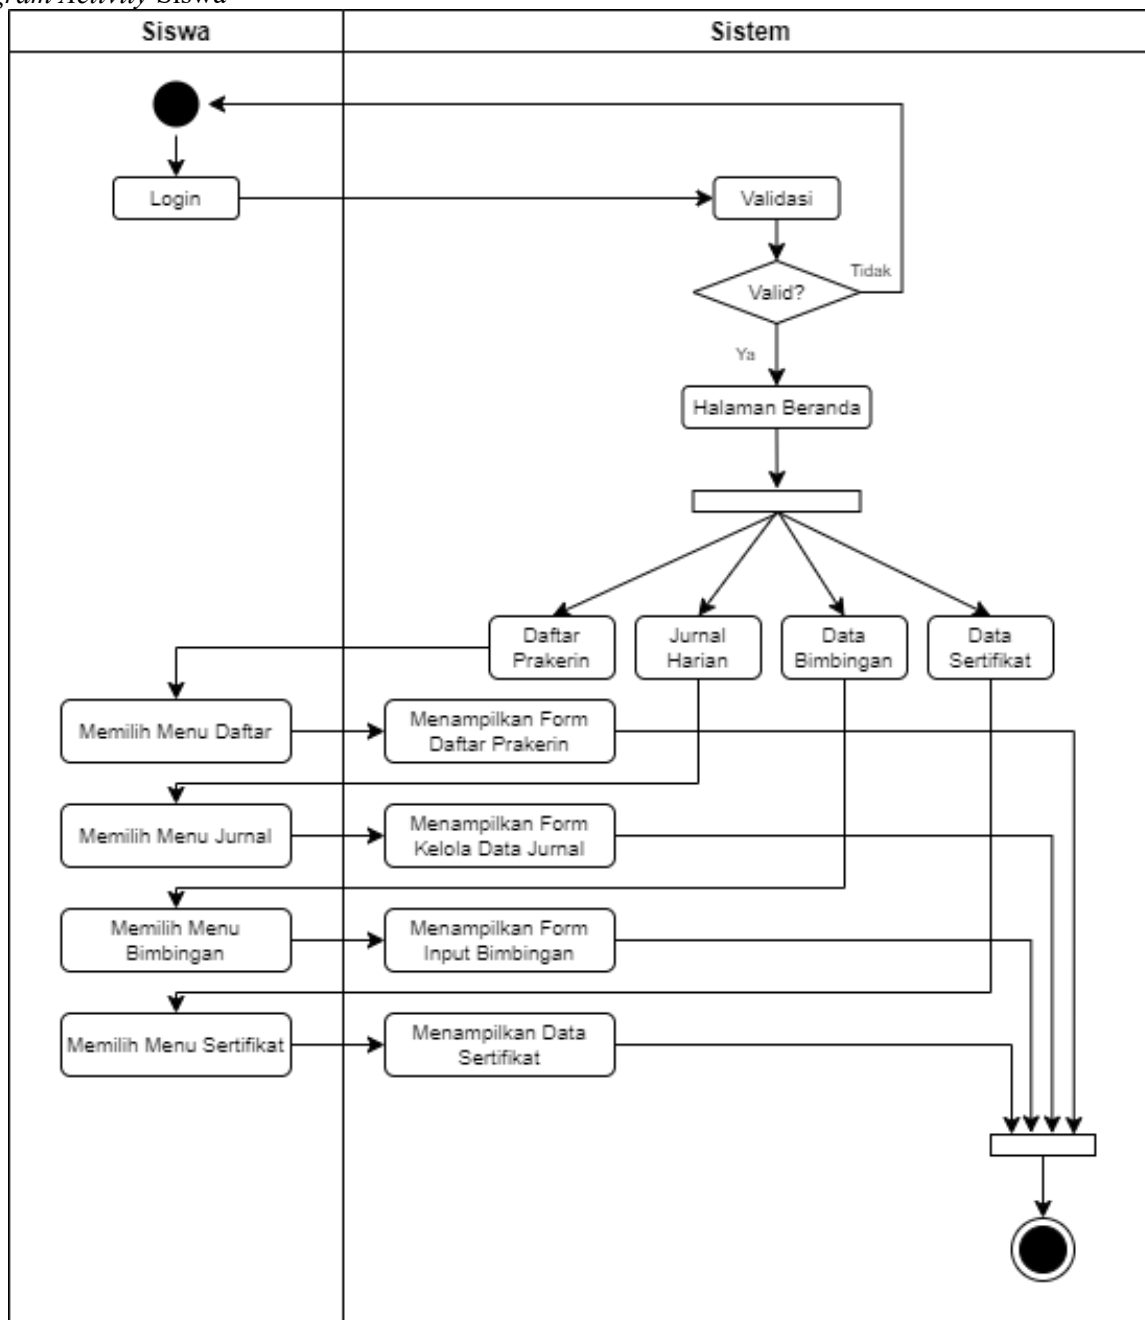 Activity Siswa
Siswa
Sistem
Login
Validasi
Valid?
Tidak
Ya
Halaman Beranda
Daftar
Prakerin
Jurnal
Harian
Data
Bimbingan
Data
Sertifikat
Memilih Menu Daftar
Menampilkan Form
Daftar Prakerin
Memilih Menu Jurnal
Menampilkan Form
Kelola Data Jurnal
Memilih Menu
Bimbingan
Menampilkan Form
Input Bimbingan
Memilih Menu Sertifikat
Menampilkan Data
Sertifikat